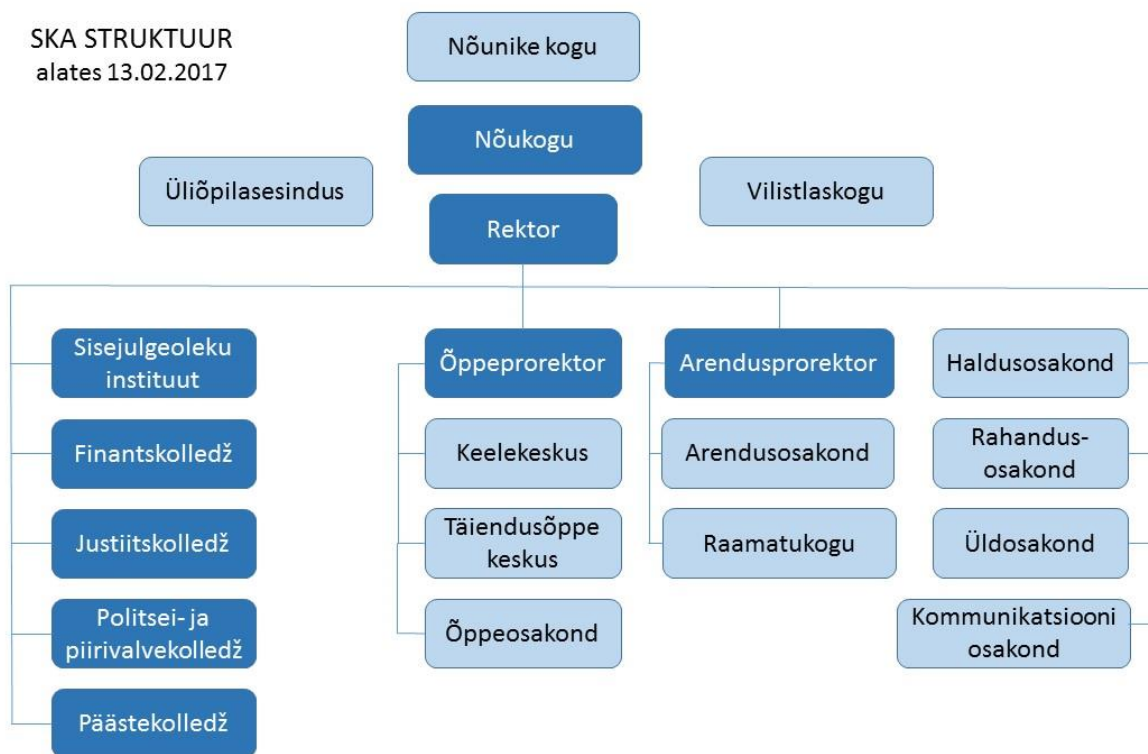 SKA STRUKTUUR
alates 13.02.2017
Nõunike kogu
Nõukogu
Üliõpilasesindus
Vilistlaskogu
Rektor
Sisejulgeoleku
instituut
Finantskolledž
Justiitskolledž
Politsei- ja
piirivalvekolledž
Päästekolledž
Õppeprorektor
Keelekeskus
Täiendusõppe
keskus
Õppeosakond
Arendusprorektor
Arendusosakond
Raamatukogu
Haldusosakond
Rahandus-
osakond
Üldosakond
Kommunikatsiooni
osakond